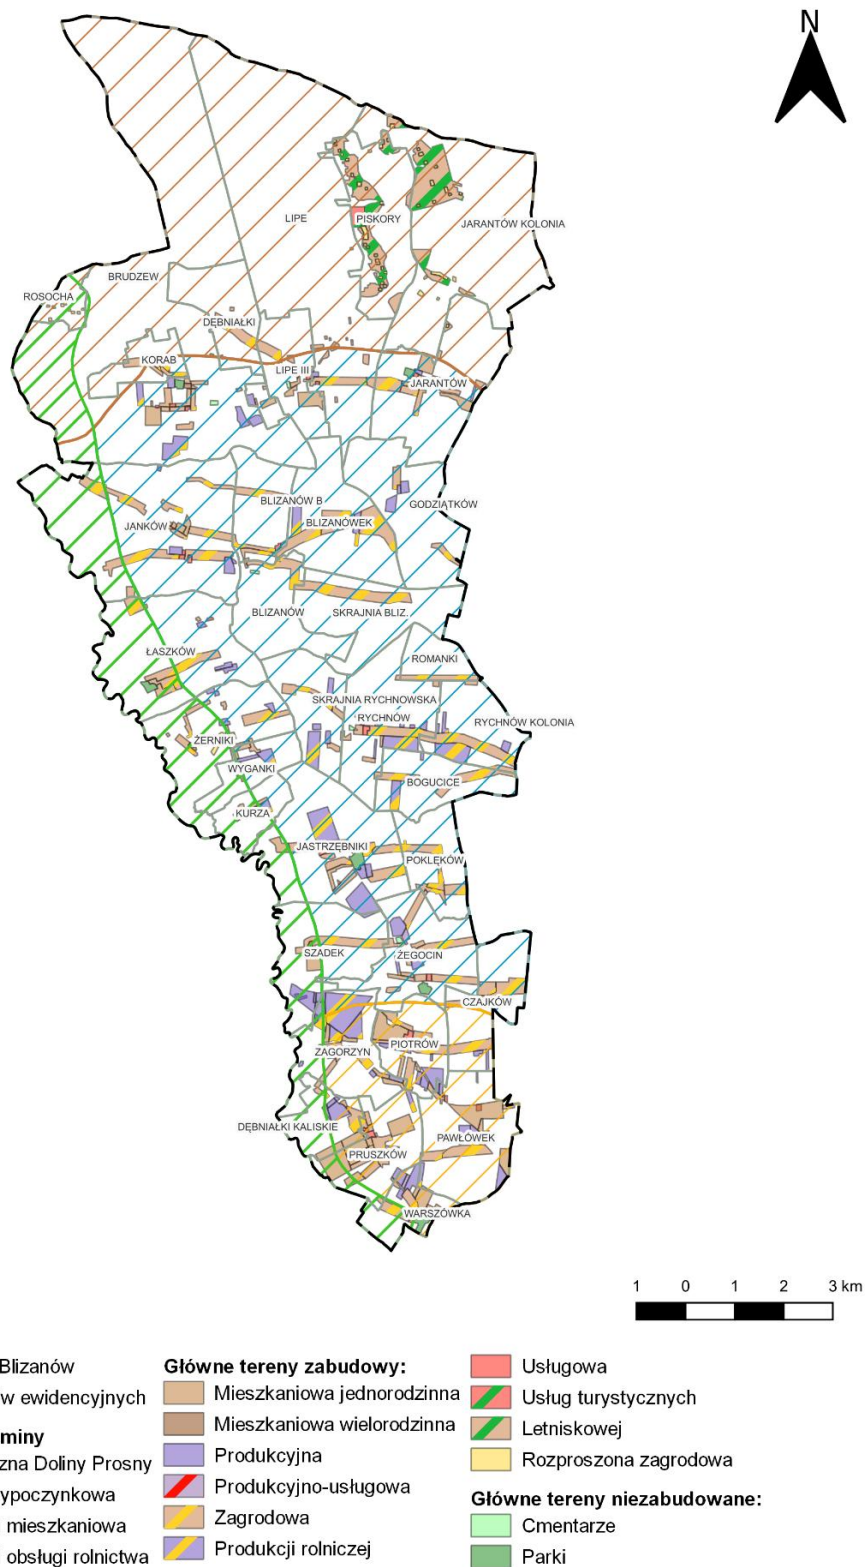 N
LIPE
PISKORY
JARANTÓW KOLONIA
BRUDZEW
ROSOCHA
DĘBNIAŁKI
KORAB
LIPE III
JARANTÓW
BLIZANÓW B
GODZIĄTKÓW
JANKÓW
BLIZANÓWEK
BLIZANÓW
SKRAJNIA BLIZ.
ŁASZKÓW
ROMANKI
SKRAJNIA RYCHNOWSKA
RYCHNÓW
RYCHNÓW KOLONIA
ŻERNIKI
WYGANKI
BOGUCICE
KURZA
JASTRZĘBNIKI
POKLĘKÓW
SZADEK
ŻEGOCIN
CZAJKÓW
ZAGORZYN
PIOTRÓW
DĘBNIAŁKI KALISKIE
PAWŁÓWEK
PRUSZKÓW
WARSZÓWKA
1 0 1 2 3 km
Blizanów
w ewidencyjnych
miny
zna Doliny Prosny
ypoczynkowa
mieszkaniowa
obsługi rolnictwa
Główne tereny zabudowy:
Mieszkaniowa jednorodzinna
Mieszkaniowa wielorodzinna
Produkcyjna
Produkcyjno-usługowa
Zagrodowa
Produkcji rolniczej
Usługowa
Usług turystycznych
Letniskowej
Rozproszona zagrodowa
Główne tereny niezabudowane:
Cmentarze
Parki